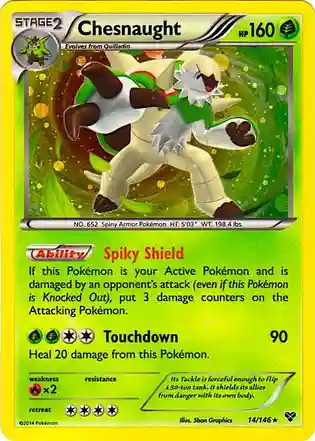 STAGE2
Chesnaught
HP 160
Evolves from Quilladin
NO. 652 Spiny Armor Pokémon HT: 5'03" WT: 198.4 lbs.
Ability Spiky Shield
If this Pokémon is your Active Pokémon and is
damaged by an opponent's attack (even if this Pokémon
is Knocked Out), put 3 damage counters on
the Attacking Pokémon.
Touchdown 90
Heal 20 damage from this Pokémon.
weakness resistance
×2
retreat
Its Tackle is forceful enough to flip
a 50-ton tank. It shields its allies
from danger with its own body.
©2014 Pokémon
Illus. 5ban Graphics
14/146★
XY